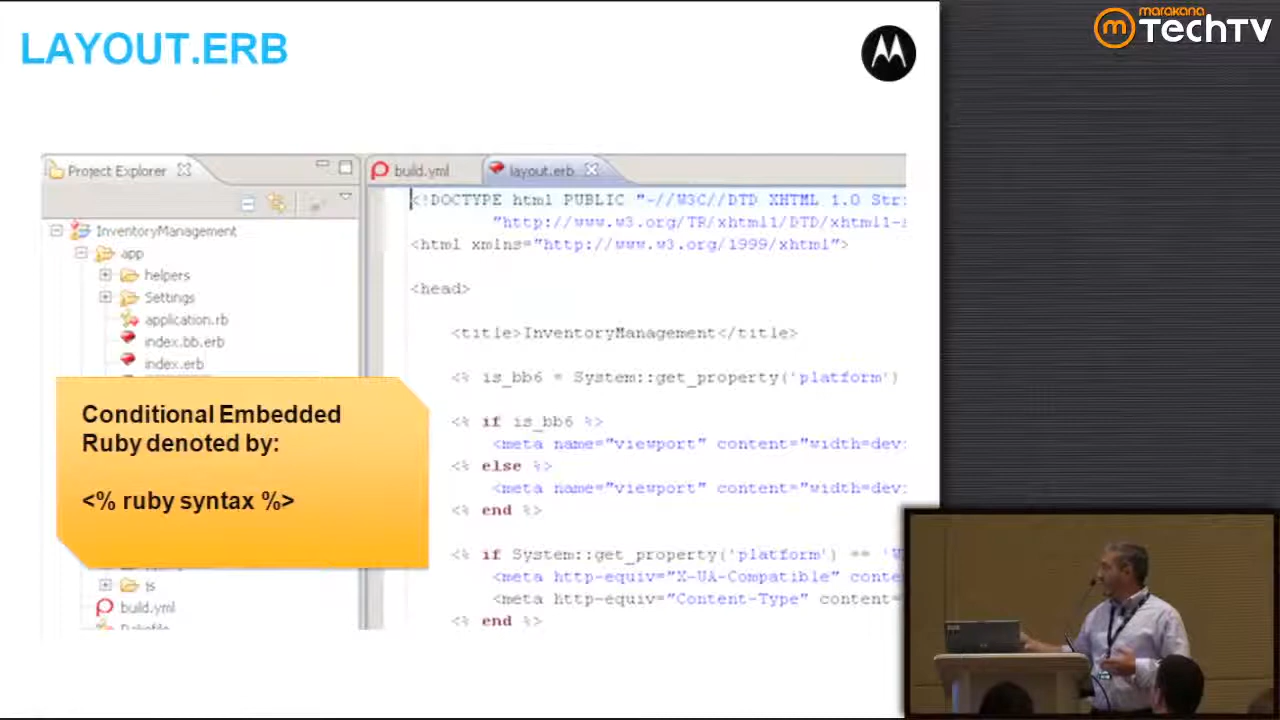 LAYOUT.ERB
marakana
TechTV
Project Explorer
build.yml
layout.erb
InventoryManagement
app
helpers
Settings
application.rb
index.bb.erb
index.erb
js
build.yml
Rakefile
<!DOCTYPE html PUBLIC "-//W3C//DTD XHTML 1.0 Str
"http://www.w3.org/TR/xhtml1/DTD/xhtml1-s
<html xmlns="http://www.w3.org/1999/xhtml">
<head>
<title>InventoryManagement</title>
<% is_bb6 = System::get_property('platform')
<% if is_bb6 %>
<meta name="viewport" content="width=dev
<% else %>
<meta name="viewport" content="width=dev
<% end %>
<% if System::get_property('platform') == 'W
<meta http-equiv="X-UA-Compatible" conte
<meta http-equiv="Content-Type" content=
<% end %>
Conditional Embedded
Ruby denoted by:
<% ruby syntax %>